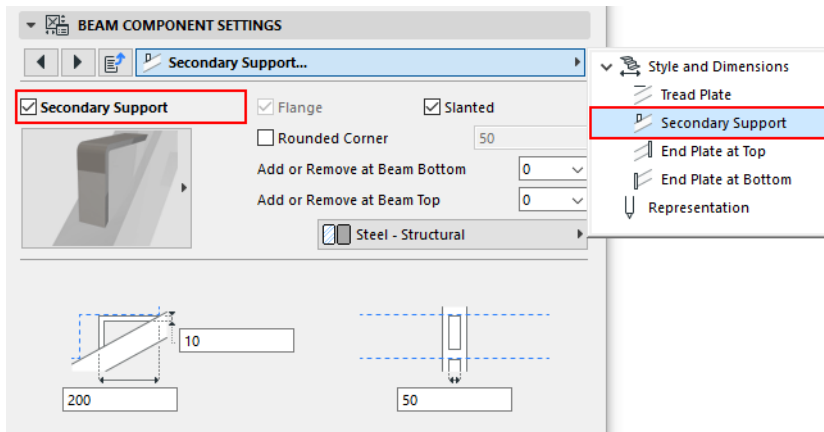 BEAM COMPONENT SETTINGS
Secondary Support...
Secondary Support
Flange
Slanted
Rounded Corner
50
Add or Remove at Beam Bottom
0
Add or Remove at Beam Top
0
Steel - Structural
10
200
50
Style and Dimensions
Tread Plate
Secondary Support
End Plate at Top
End Plate at Bottom
Representation